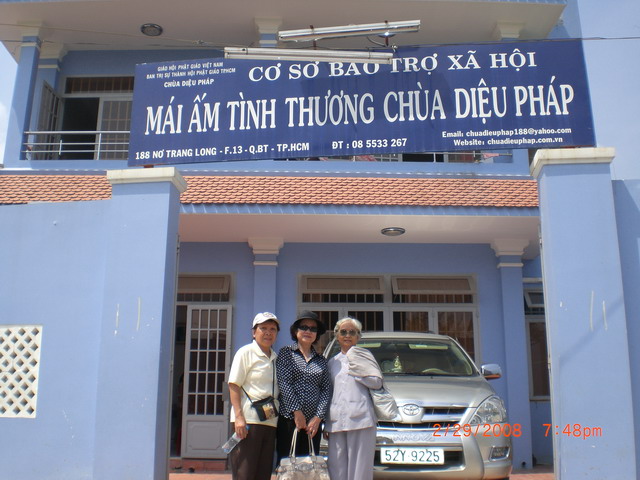 GIÁO HỘI PHẬT GIÁO VIỆT NAM
BAN TRỊ SỰ THÀNH HỘI PHẬT GIÁO TPHCM
CHÙA DIỆU PHÁP
CƠ SỞ BẢO TRỢ XÃ HỘI
MÁI ẤM TÌNH THƯƠNG CHÙA DIỆU PHÁP
188 NƠ TRANG LONG - F.13 - Q.BT - TP.HCM
ĐT : 08 5533 267
Email: chuadieuphap188@yahoo.com
Website: chuadieuphap.com.vn
52Y 9225
2/29/2008 7:48pm